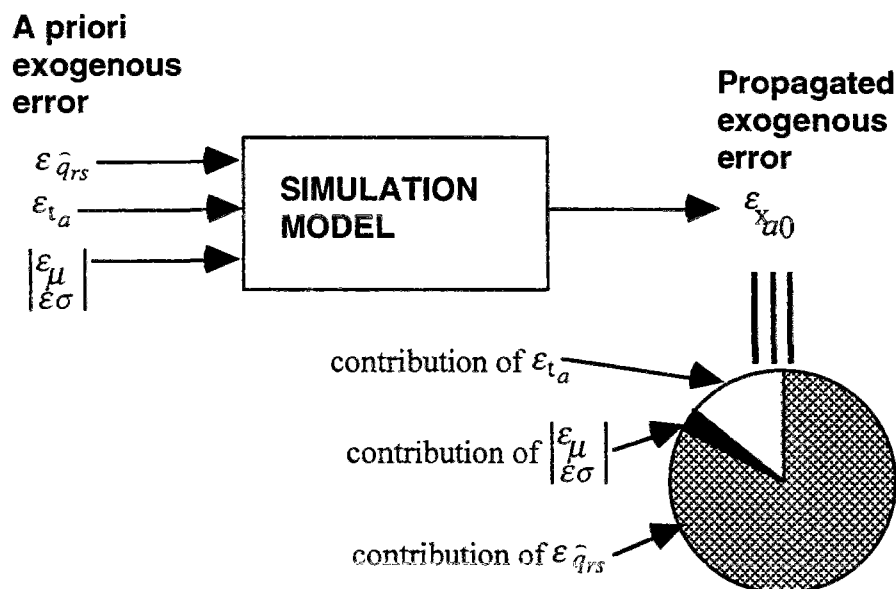 A priori
exogenous
error
Propagated
exogenous
error
ε q̂rs
εta
|εμ
εσ|
SIMULATION
MODEL
εxa0
contribution of εta
contribution of |εμ
εσ|
contribution of ε q̂rs